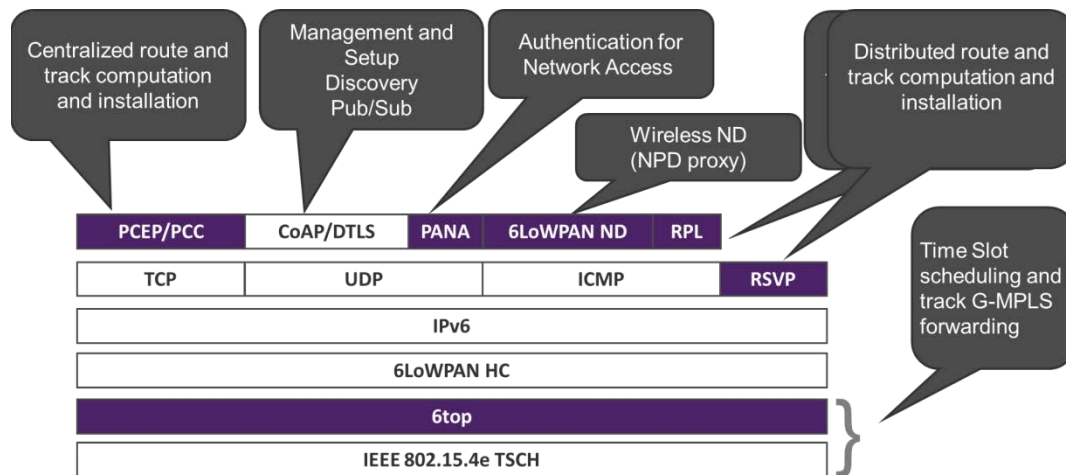 Centralized route and
track computation
and installation
Management and
Setup
Discovery
Pub/Sub
Authentication for
Network Access
Wireless ND
(NPD proxy)
Distributed route and
track computation and
installation
PCEP/PCC
CoAP/DTLS
PANA
6LoWPAN ND
RPL
TCP
UDP
ICMP
RSVP
IPv6
6LoWPAN HC
6top
IEEE 802.15.4e TSCH
Time Slot
scheduling and
track G-MPLS
forwarding